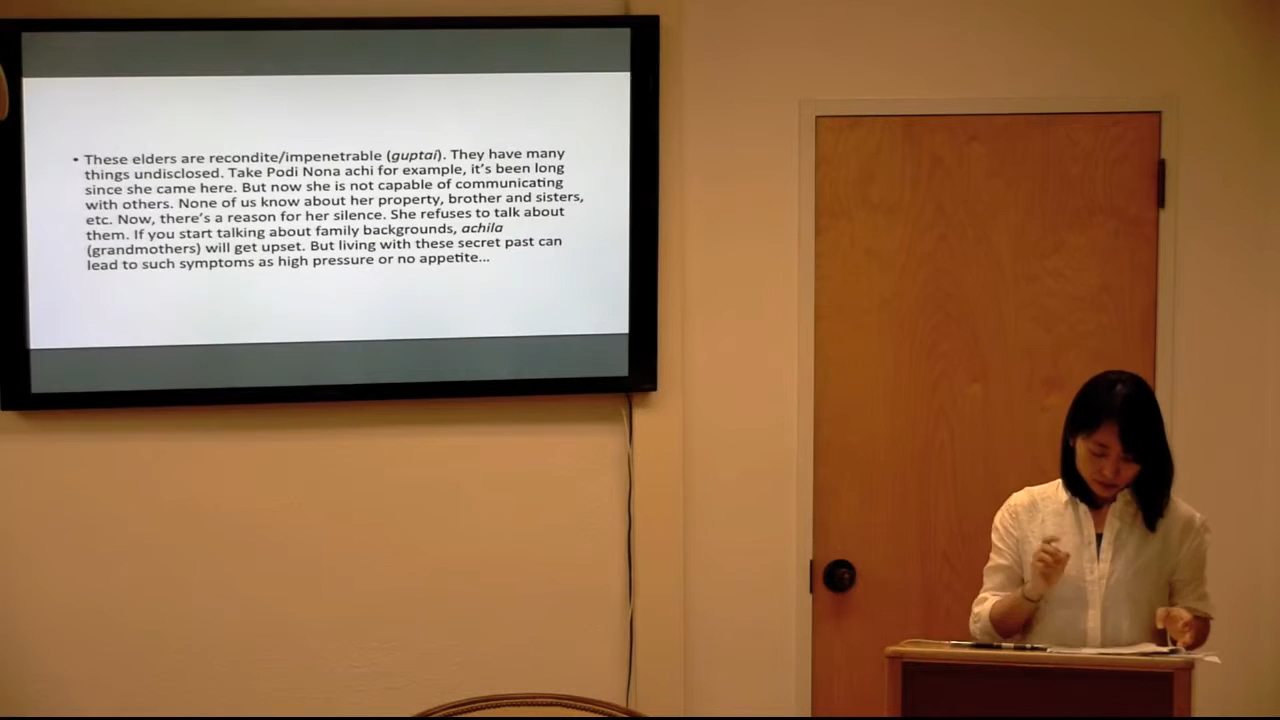 • These elders are recondite/impenetrable (guptai). They have many
things undisclosed. Take Podi Nona achi for example, it's been long
since she came here. But now she is not capable of communicating
with others. None of us know about her property, brother and sisters,
etc. Now, there's a reason for her silence. She refuses to talk about
them. If you start talking about family backgrounds, achila
(grandmothers) will get upset. But living with these secret past can
lead to such symptoms as high pressure or no appetite...